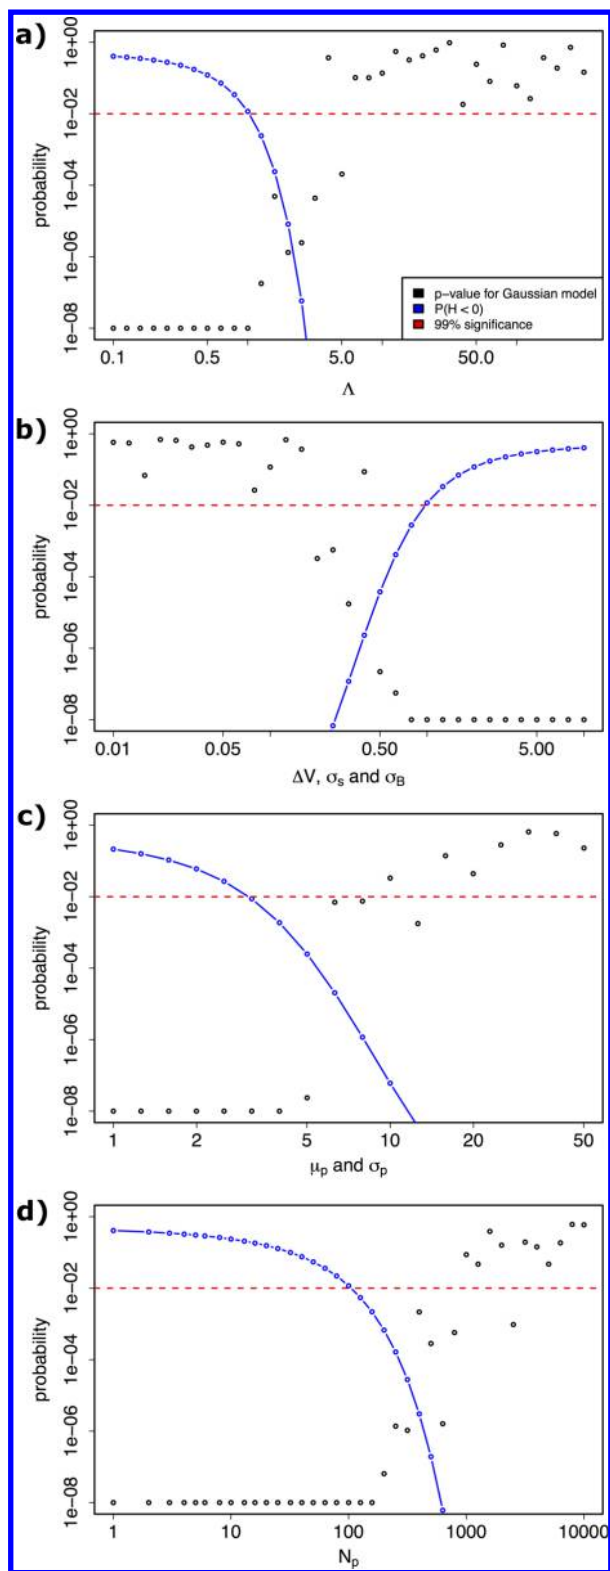 a)
probability
1e+00
1e−02
1e−04
1e−06
1e−08
p−value for Gaussian model
P(H < 0)
99% significance
0.1 0.5 5.0 50.0
Λ
b)
probability
1e+00
1e−02
1e−04
1e−06
1e−08
0.01 0.05 0.50 5.00
ΔV, σs and σB
c)
probability
1e+00
1e−02
1e−04
1e−06
1e−08
1 2 5 10 20 50
μp and σp
d)
probability
1e+00
1e−02
1e−04
1e−06
1e−08
1 10 100 1000 10000
Np